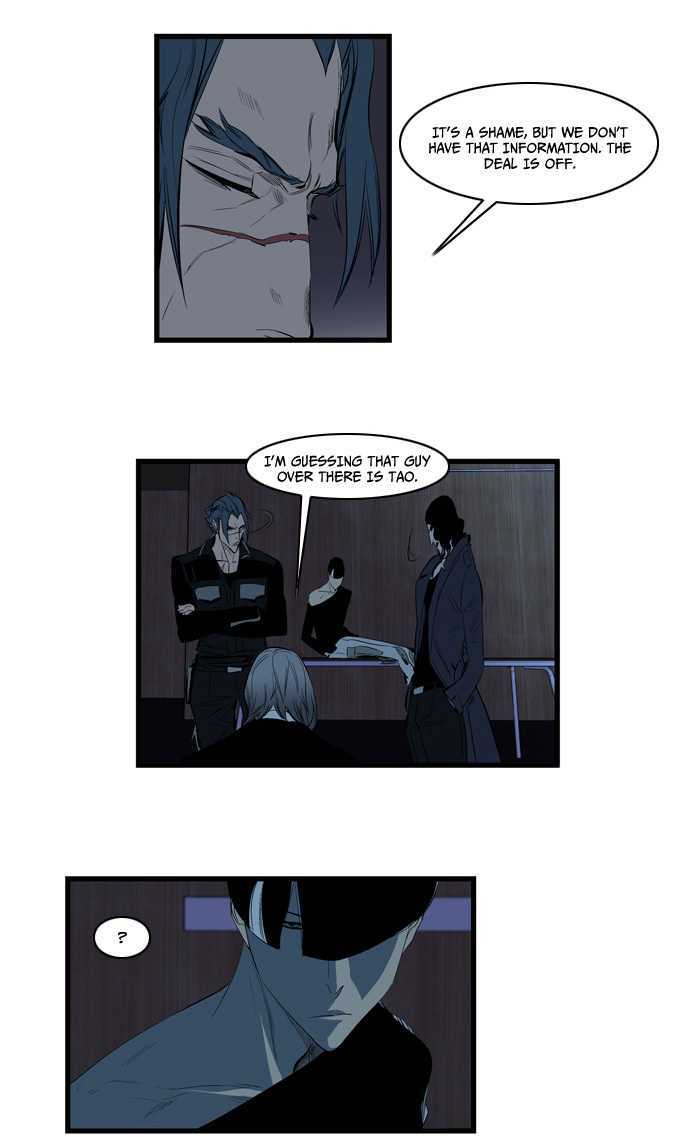 IT'S A SHAME, BUT WE DON'T
HAVE THAT INFORMATION. THE
DEAL IS OFF.
I'M GUESSING THAT GUY
OVER THERE IS TAO.
?